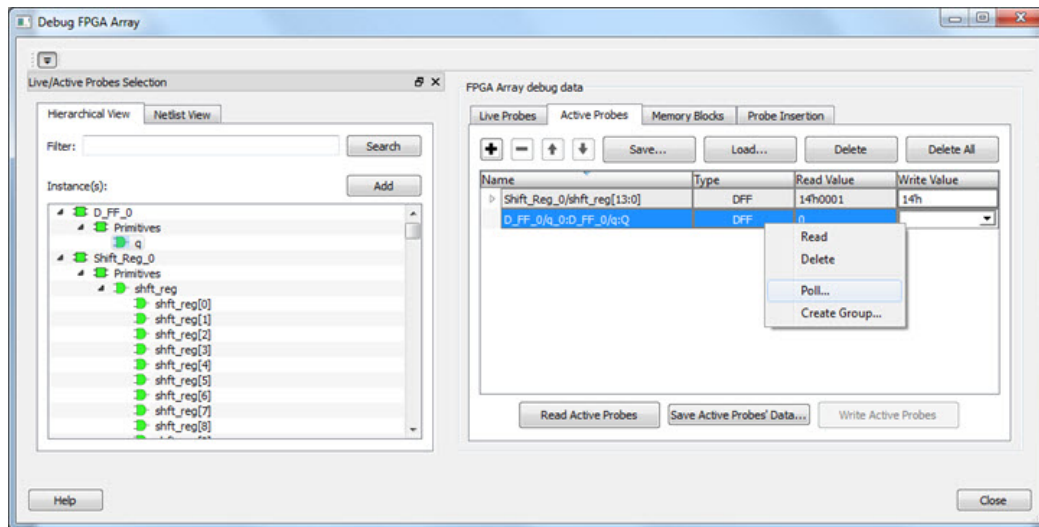 Debug FPGA Array
Live/Active Probes Selection
Hierarchical View Netlist View
Filter: Search
Instance(s): Add
D_FF_0
Primitives
q
Shift_Reg_0
Primitives
shft_reg
shft_reg[0]
shft_reg[1]
shft_reg[2]
shft_reg[3]
shft_reg[4]
shft_reg[5]
shft_reg[6]
shft_reg[7]
shft_reg[8]
FPGA Array debug data
Live Probes Active Probes Memory Blocks Probe Insertion
Save... Load... Delete Delete All
Name Type Read Value Write Value
Shift_Reg_0/shft_reg[13:0] DFF 14'h0001 14'h
D_FF_0/q_0:D_FF_0/q:Q DFF 0
Read
Delete
Poll...
Create Group...
Read Active Probes Save Active Probes' Data... Write Active Probes
Help Close